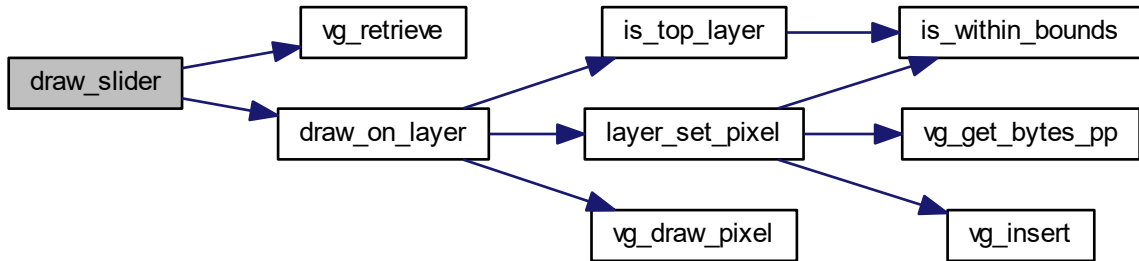 draw_slider
vg_retrieve
draw_on_layer
is_top_layer
layer_set_pixel
vg_draw_pixel
is_within_bounds
vg_get_bytes_pp
vg_insert